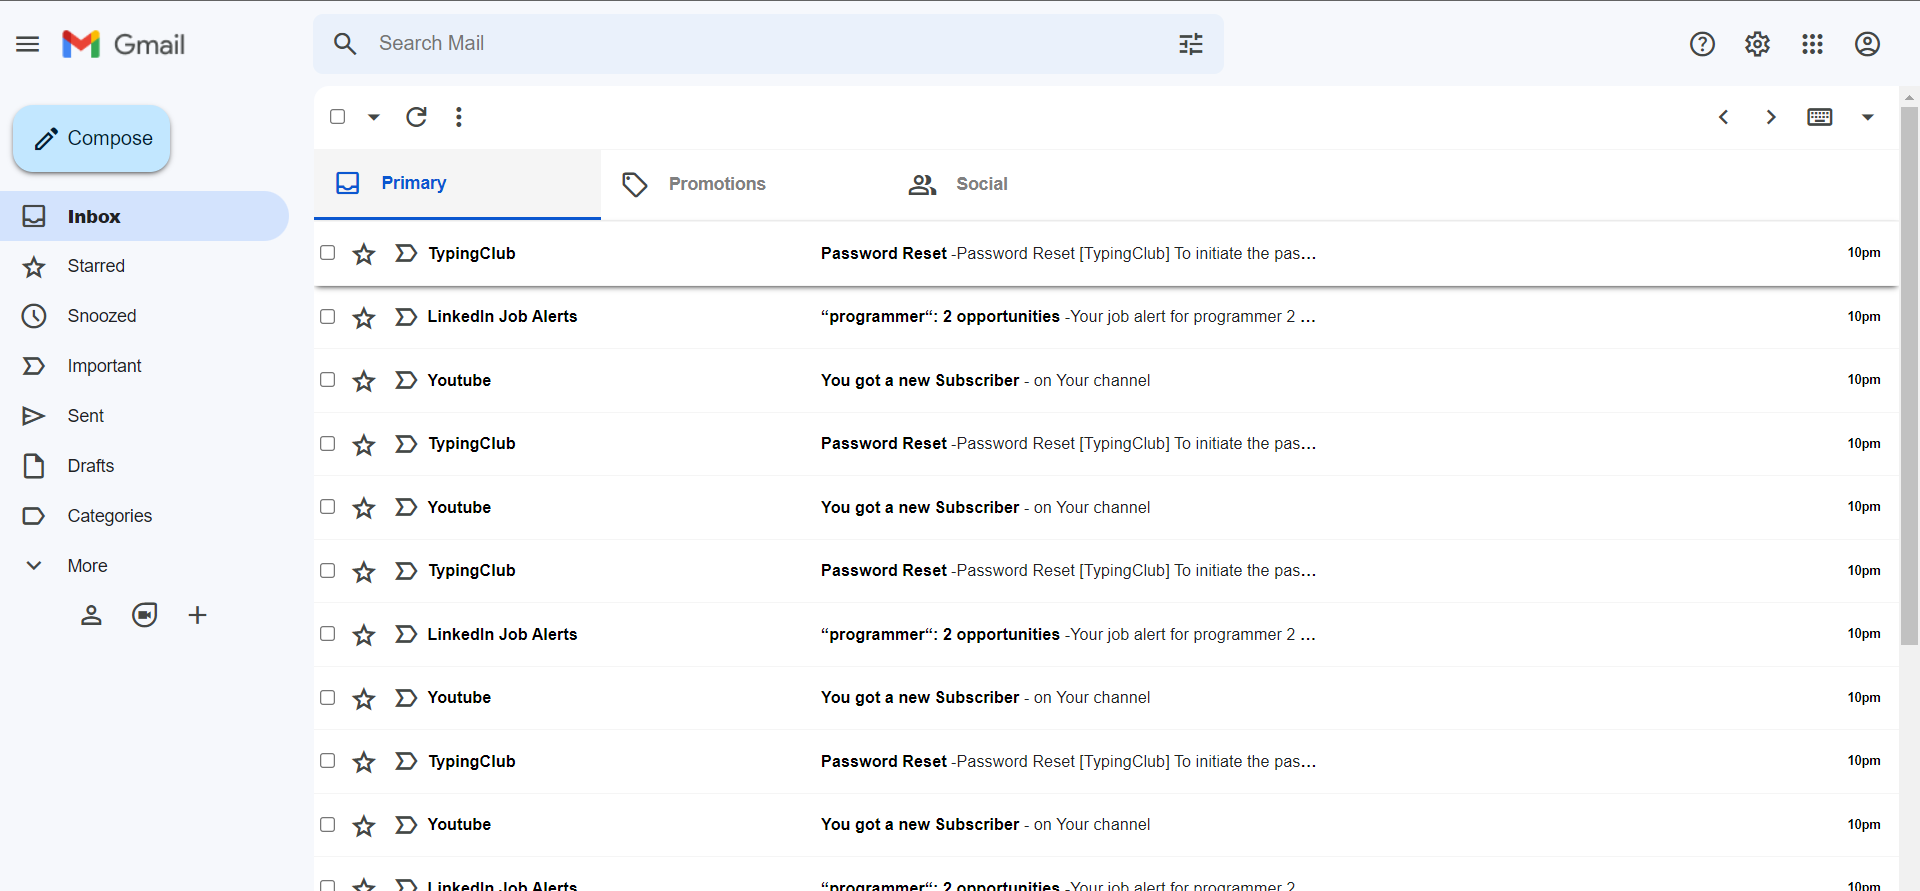 Gmail
Search Mail
Compose
Inbox
Starred
Snoozed
Important
Sent
Drafts
Categories
More
Primary Promotions Social
TypingClub Password Reset -Password Reset [TypingClub] To initiate the pas... 10pm
LinkedIn Job Alerts “programmer“: 2 opportunities -Your job alert for programmer 2 ... 10pm
Youtube You got a new Subscriber - on Your channel 10pm
TypingClub Password Reset -Password Reset [TypingClub] To initiate the pas... 10pm
Youtube You got a new Subscriber - on Your channel 10pm
TypingClub Password Reset -Password Reset [TypingClub] To initiate the pas... 10pm
LinkedIn Job Alerts “programmer“: 2 opportunities -Your job alert for programmer 2 ... 10pm
Youtube You got a new Subscriber - on Your channel 10pm
TypingClub Password Reset -Password Reset [TypingClub] To initiate the pas... 10pm
Youtube You got a new Subscriber - on Your channel 10pm
LinkedIn Job Alerts “programmer“: 2 opportunities -Your job alert for programmer 2 10pm